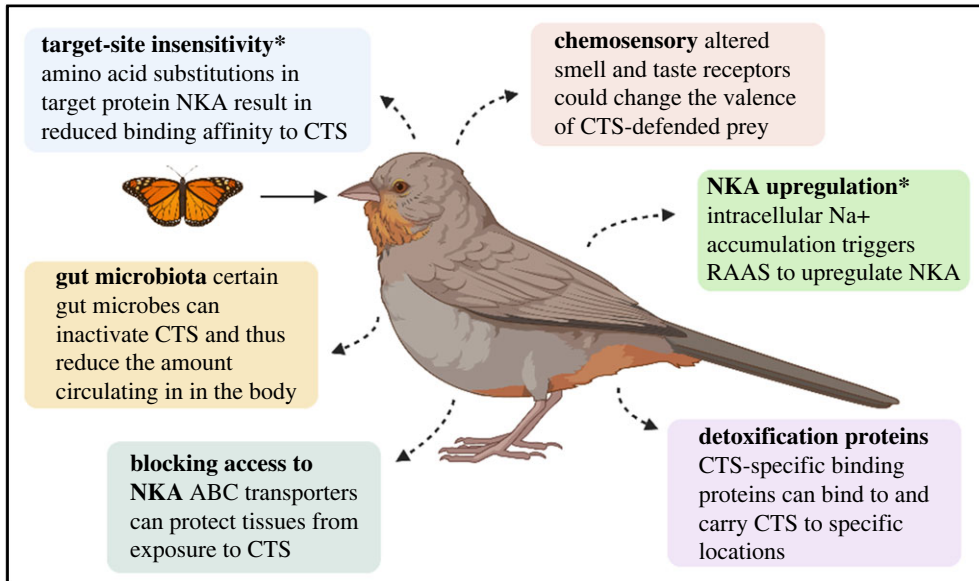 target-site insensitivity*
amino acid substitutions in
target protein NKA result in
reduced binding affinity to CTS
chemosensory altered
smell and taste receptors
could change the valence
of CTS-defended prey
NKA upregulation*
intracellular Na+
accumulation triggers
RAAS to upregulate NKA
gut microbiota certain
gut microbes can
inactivate CTS and thus
reduce the amount
circulating in in the body
blocking access to
NKA ABC transporters
can protect tissues from
exposure to CTS
detoxification proteins
CTS-specific binding
proteins can bind to and
carry CTS to specific
locations